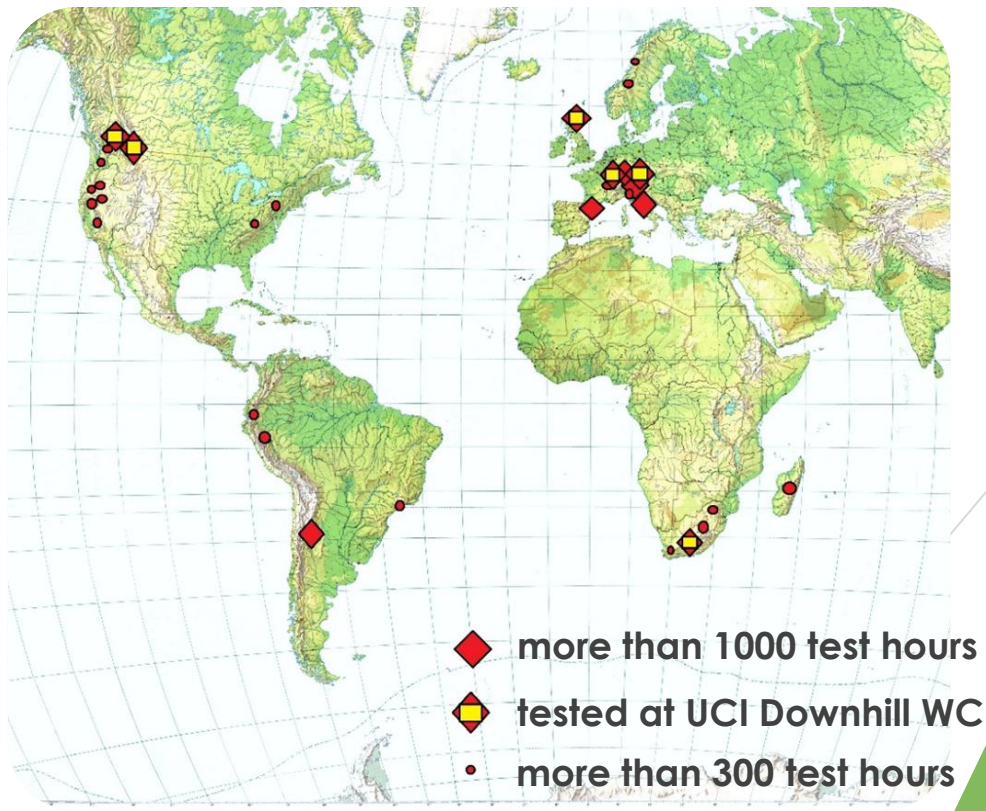 more than 1000 test hours
tested at UCI Downhill WC
more than 300 test hours